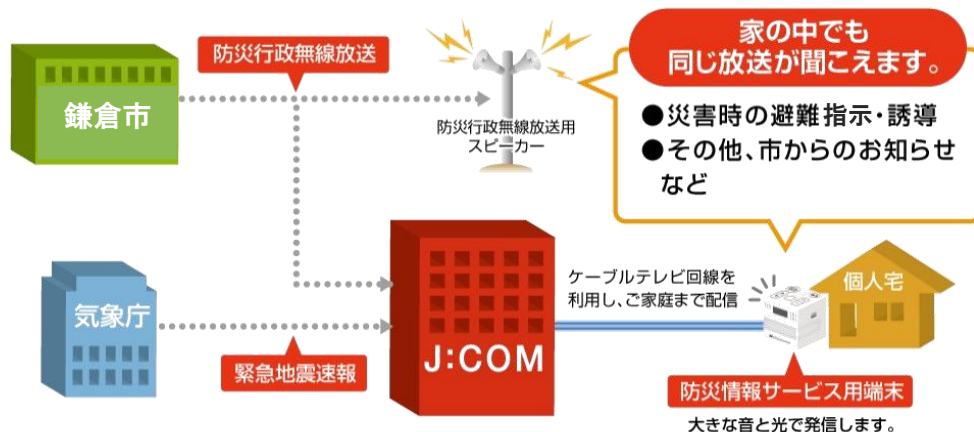 防災行政無線放送
鎌倉市
防災行政無線放送用
スピーカー
家の中でも
同じ放送が聞こえます。
●災害時の避難指示・誘導
●その他、市からのお知らせ
など
気象庁
緊急地震速報
J:COM
ケーブルテレビ回線を
利用し、ご家庭まで配信
個人宅
防災情報サービス用端末
大きな音と光で発信します。